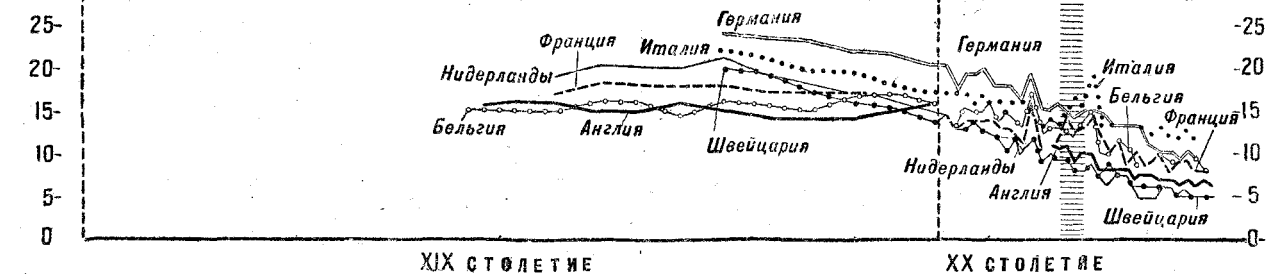 Германия
25- -25
Франция Италия Германия
20- Нидерланды -20
Италия
Бельгия
15- Франция -15
Бельгия Англия
Швейцария
10- Нидерланды -10
Англия
5- -5
Швейцария
0 -0-
XIX СТОЛЕТИЕ XX СТОЛЕТИЕ